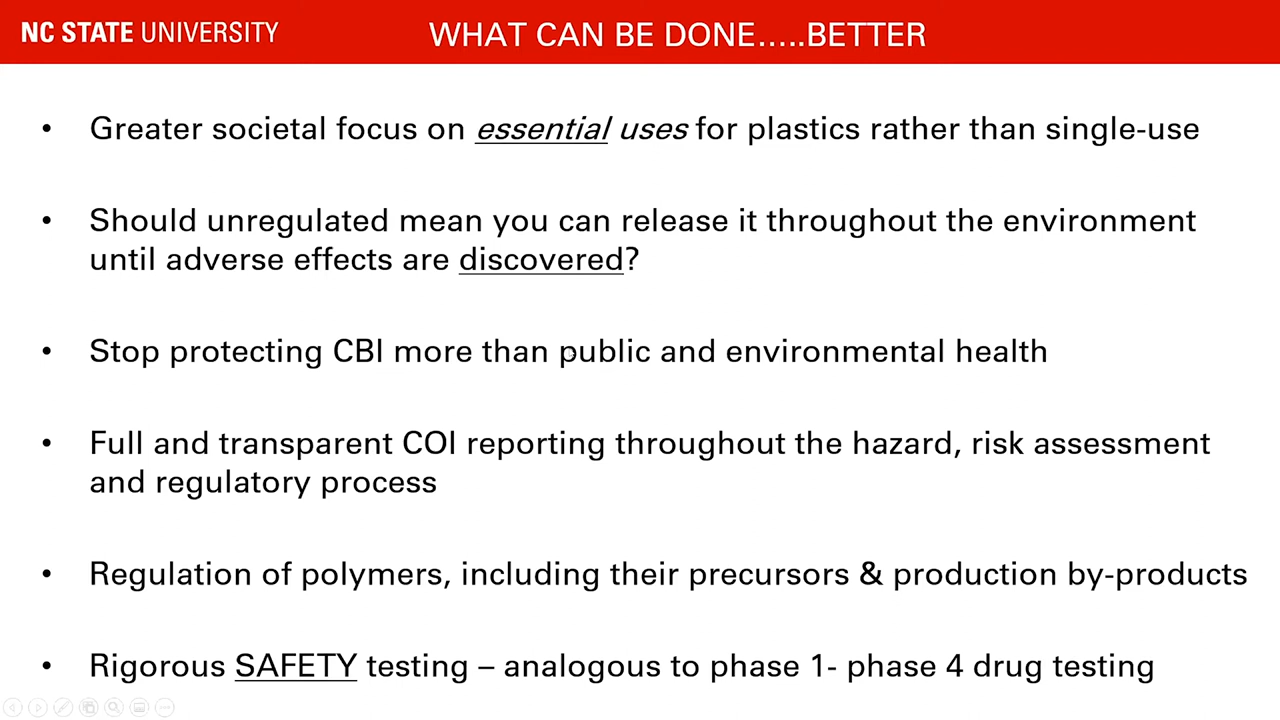 NC STATE UNIVERSITY
WHAT CAN BE DONE.....BETTER
• Greater societal focus on essential uses for plastics rather than single-use
• Should unregulated mean you can release it throughout the environment
until adverse effects are discovered?
• Stop protecting CBI more than public and environmental health
• Full and transparent COI reporting throughout the hazard, risk assessment
and regulatory process
• Regulation of polymers, including their precursors & production by-products
• Rigorous SAFETY testing – analogous to phase 1- phase 4 drug testing